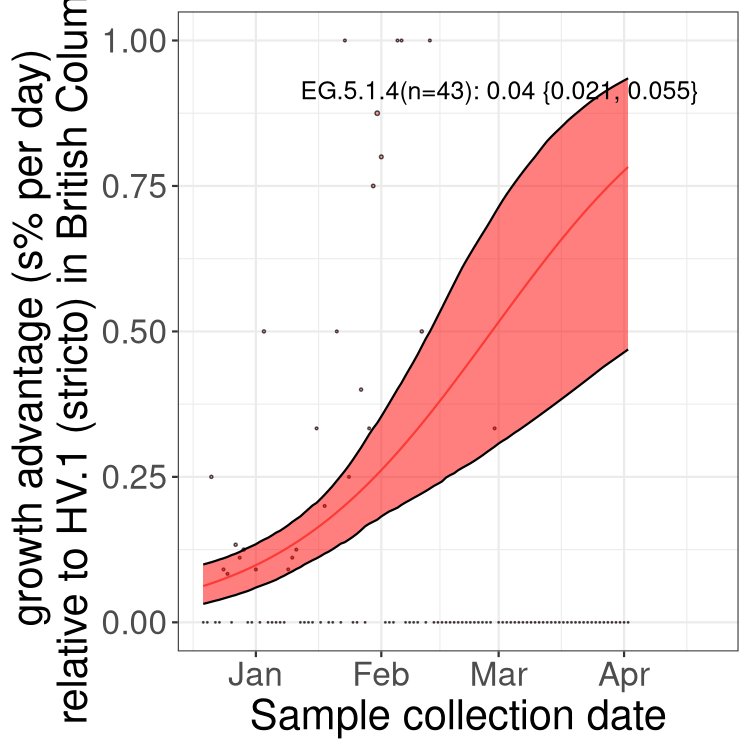 growth advantage (s% per day)
relative to HV.1 (stricto) in British Colum
1.00
0.75
0.50
0.25
0.00
EG.5.1.4(n=43): 0.04 {0.021, 0.055}
Jan Feb Mar Apr
Sample collection date